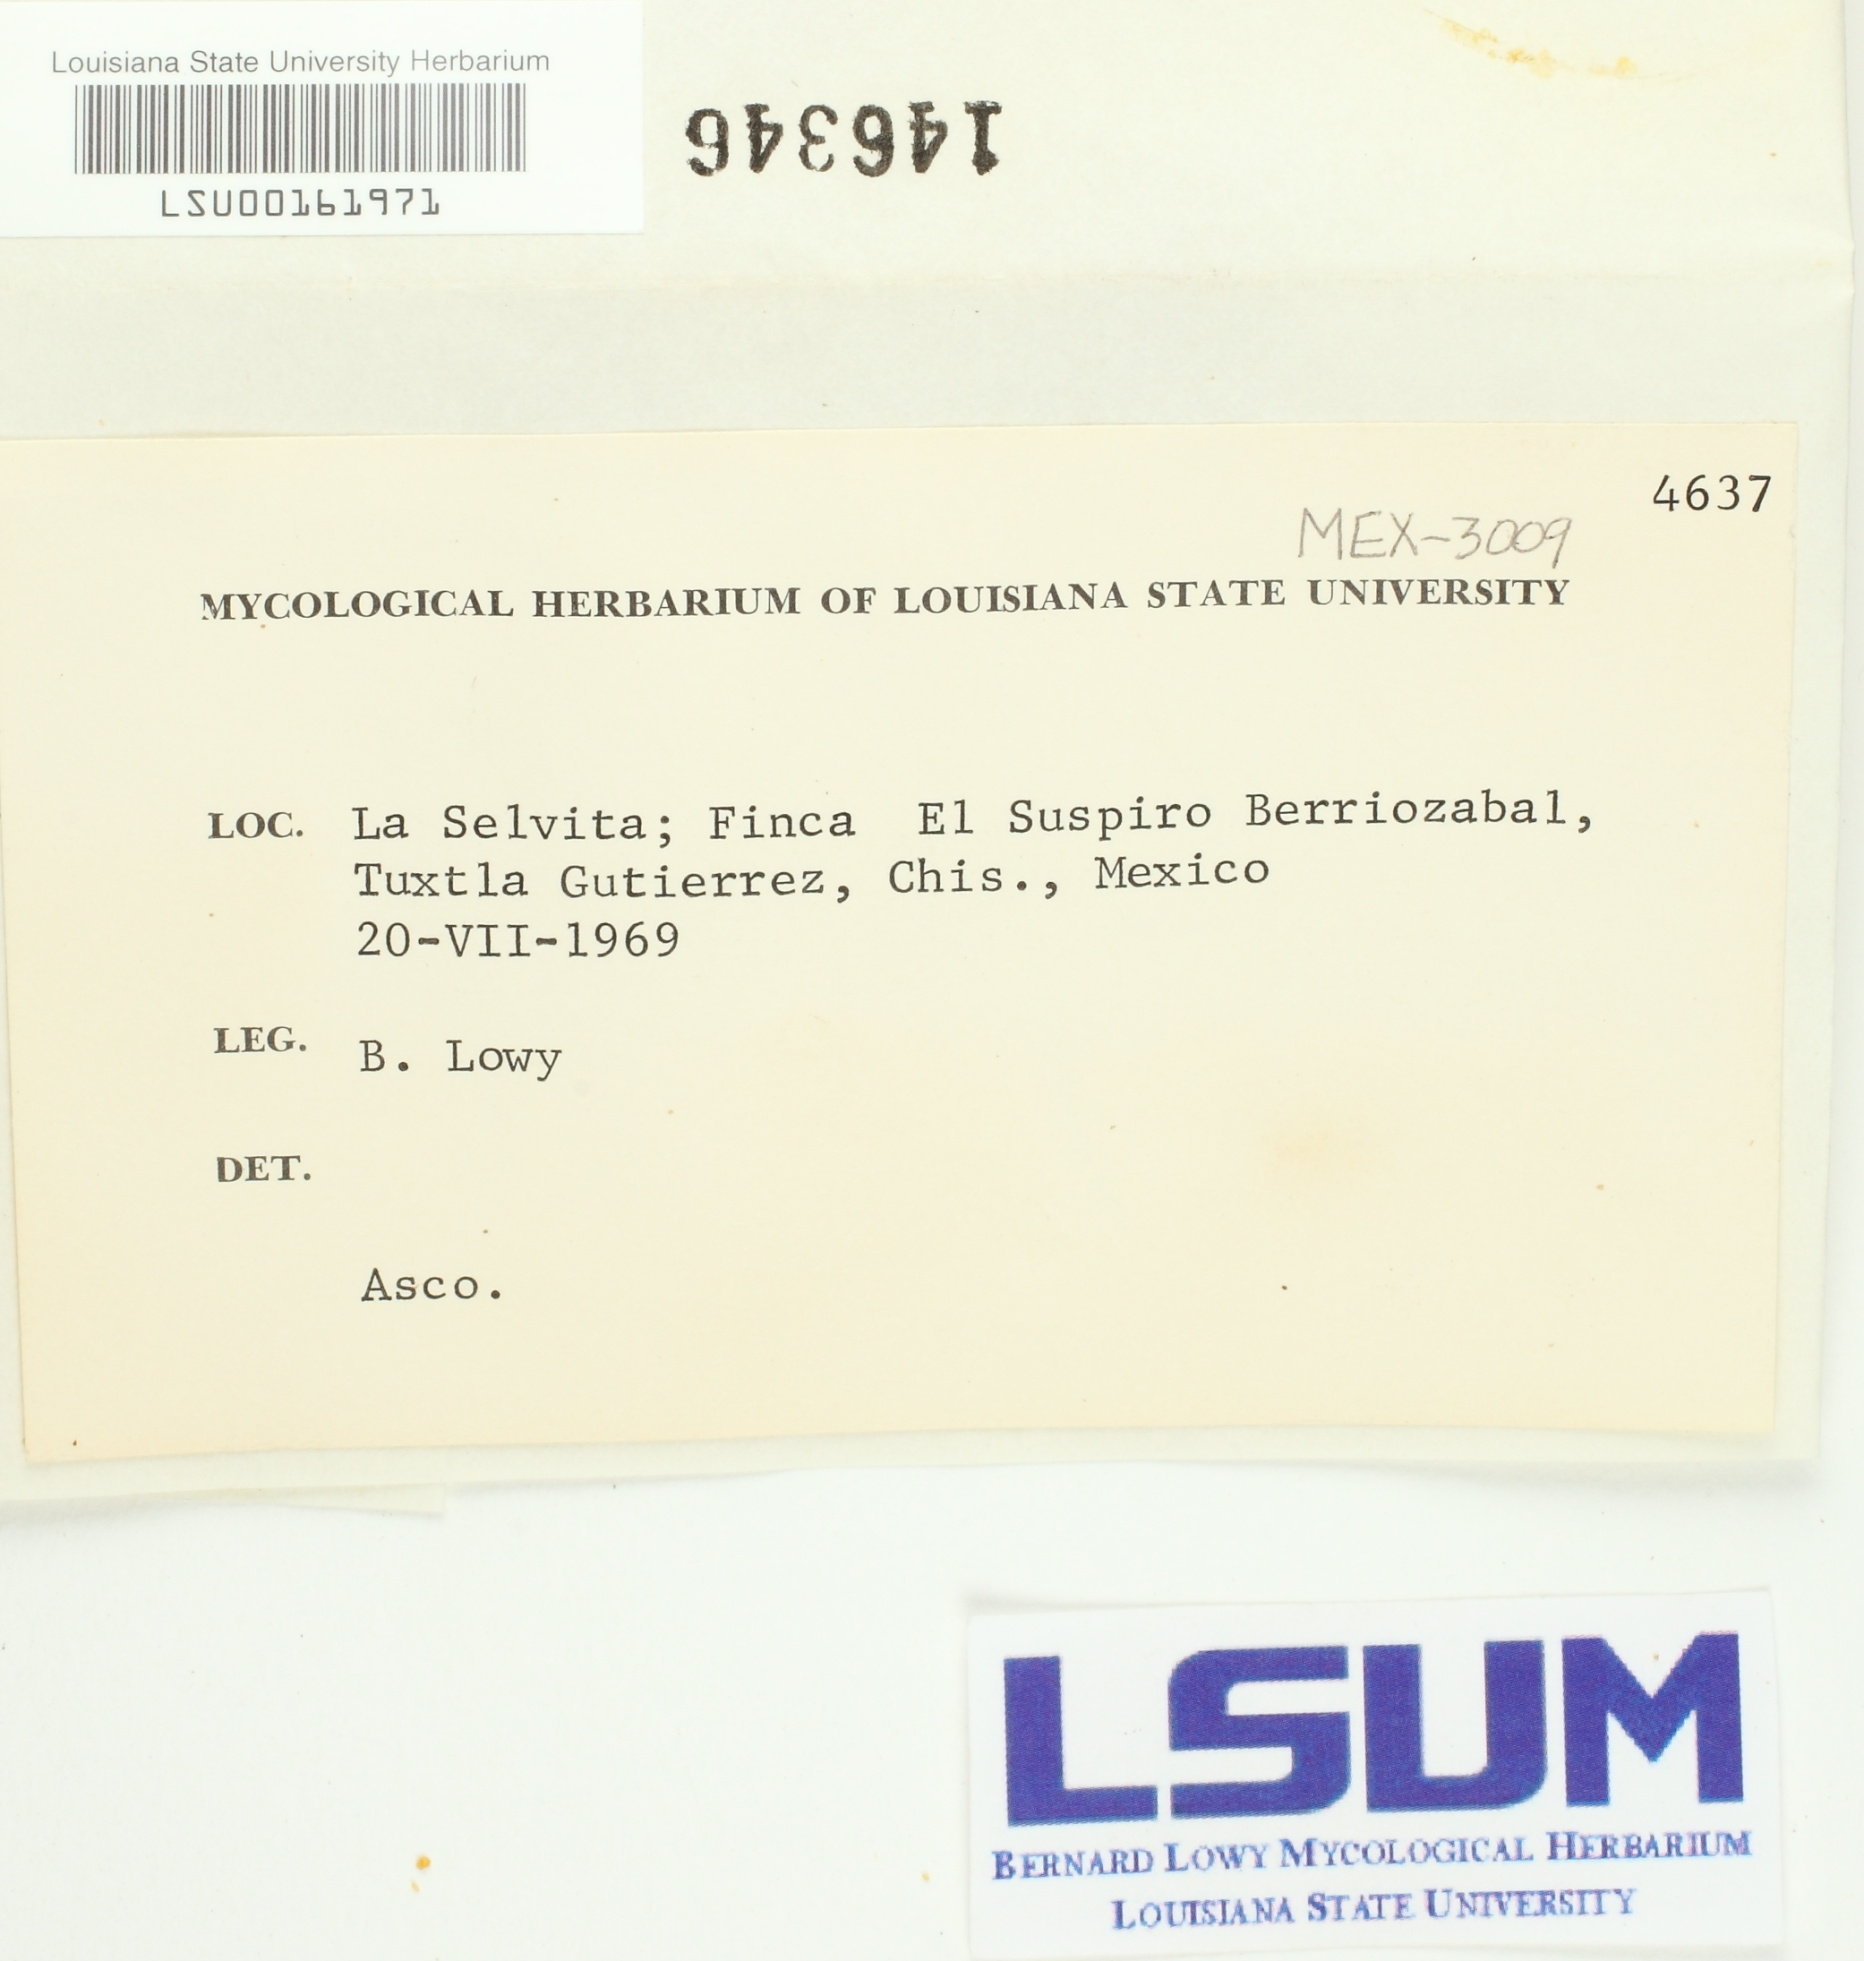 Louisiana State University Herbarium
LSU00161971
146346
4637
MEX-3009
MYCOLOGICAL HERBARIUM OF LOUISIANA STATE UNIVERSITY
LOC. La Selvita; Finca El Suspiro Berriozabal,
Tuxtla Gutierrez, Chis., Mexico
20-VII-1969
LEG. B. Lowy
DET.
Asco.
LSUM
BERNARD LOWY MYCOLOGICAL HERBARIUM
LOUISIANA STATE UNIVERSITY